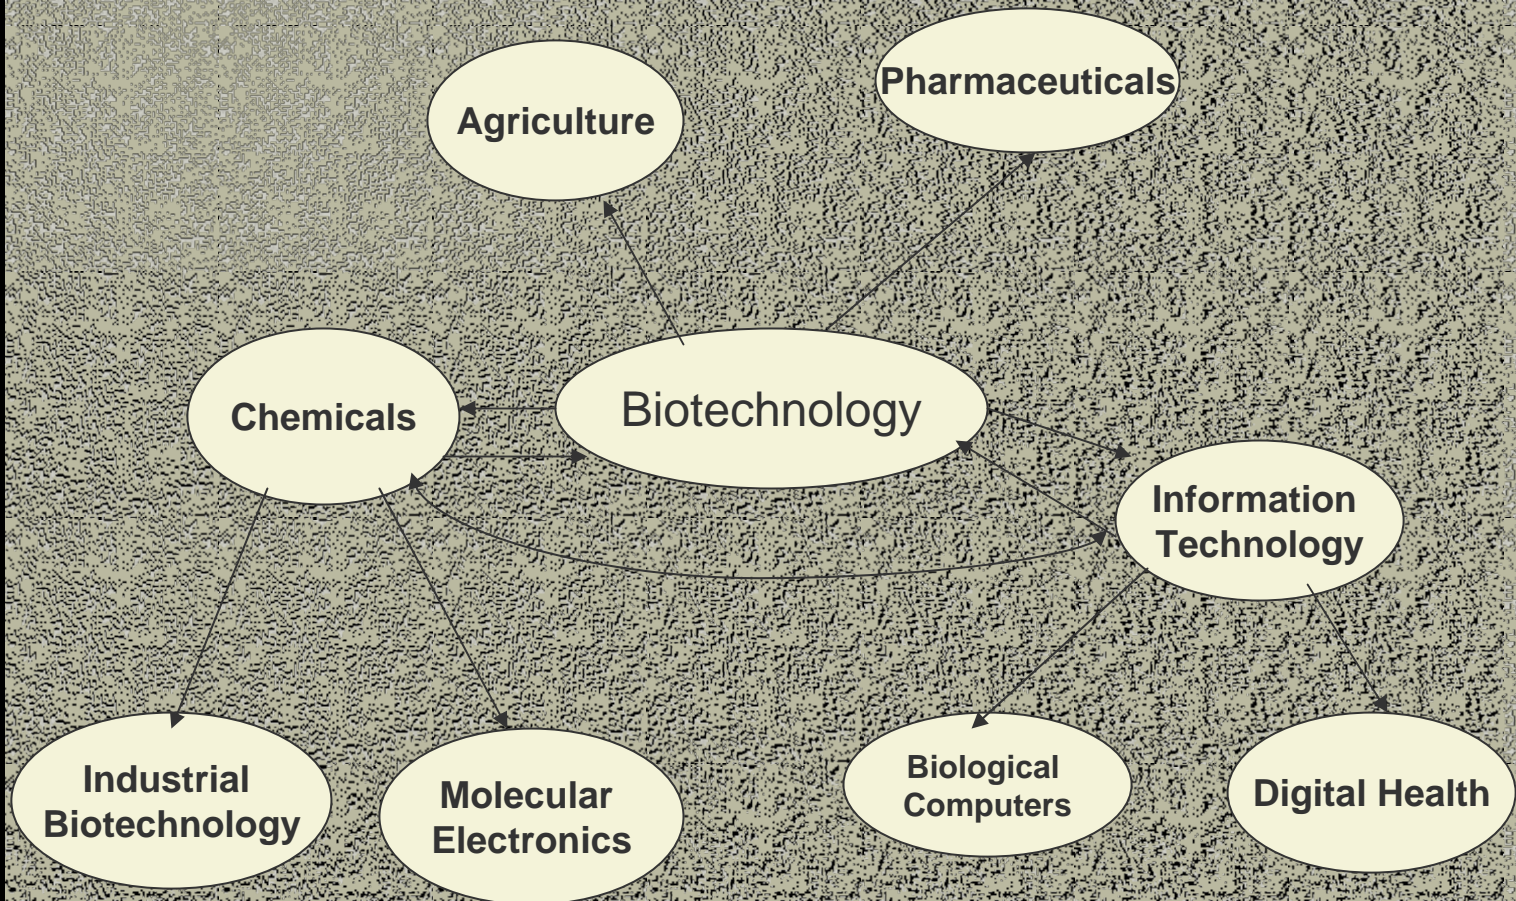 Pharmaceuticals
Agriculture
Biotechnology
Chemicals
Information
Technology
Industrial
Biotechnology
Molecular
Electronics
Biological
Computers
Digital Health